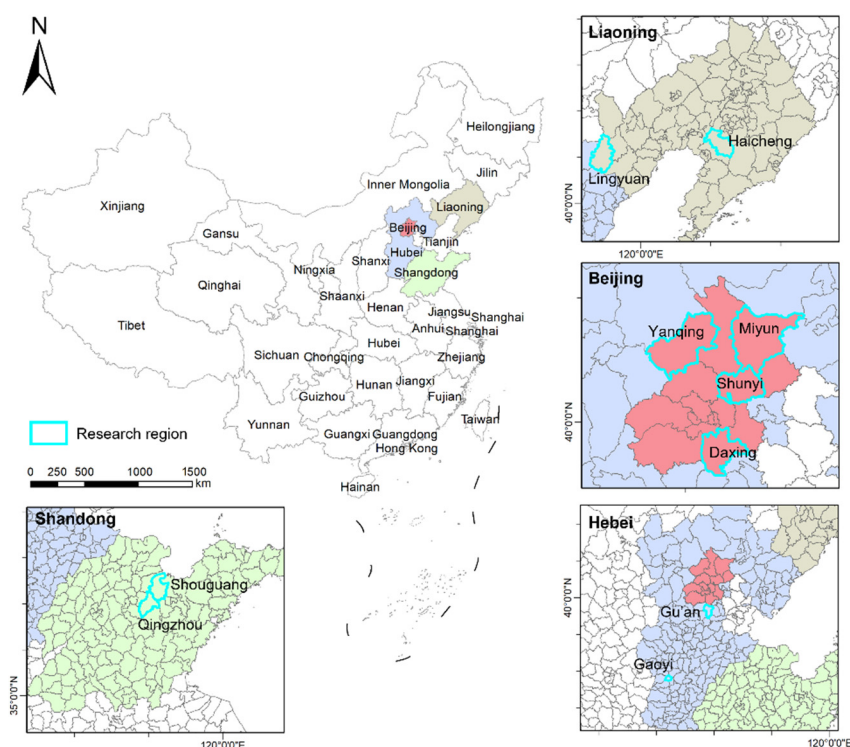 N
Heilongjiang
Jilin
Inner Mongolia
Liaoning
Xinjiang
Beijing
Gansu
Tianjin
Hubei
Shanxi
Shangdong
Ningxia
Qinghai
Shaanxi
Henan
Jiangsu
Shanghai
Anhui
Shanghai
Tibet
Hubei
Sichuan
Chongqing
Zhejiang
Hunan
Jiangxi
Guizhou
Fujian
Yunnan
Taiwan
Guangxi
Guangdong
Hong Kong
Hainan
Research region
0 250 500 1000 1500
km
Liaoning
Haicheng
Lingyuan
40°0'0"N
120°0'0"E
Beijing
Yanqing
Miyun
Shunyi
Daxing
40°0'0"N
Shandong
Shouguang
Qingzhou
35°0'0"N
120°0'0"E
Hebei
Gu'an
Gaoyi
40°0'0"N
120°0'0"E